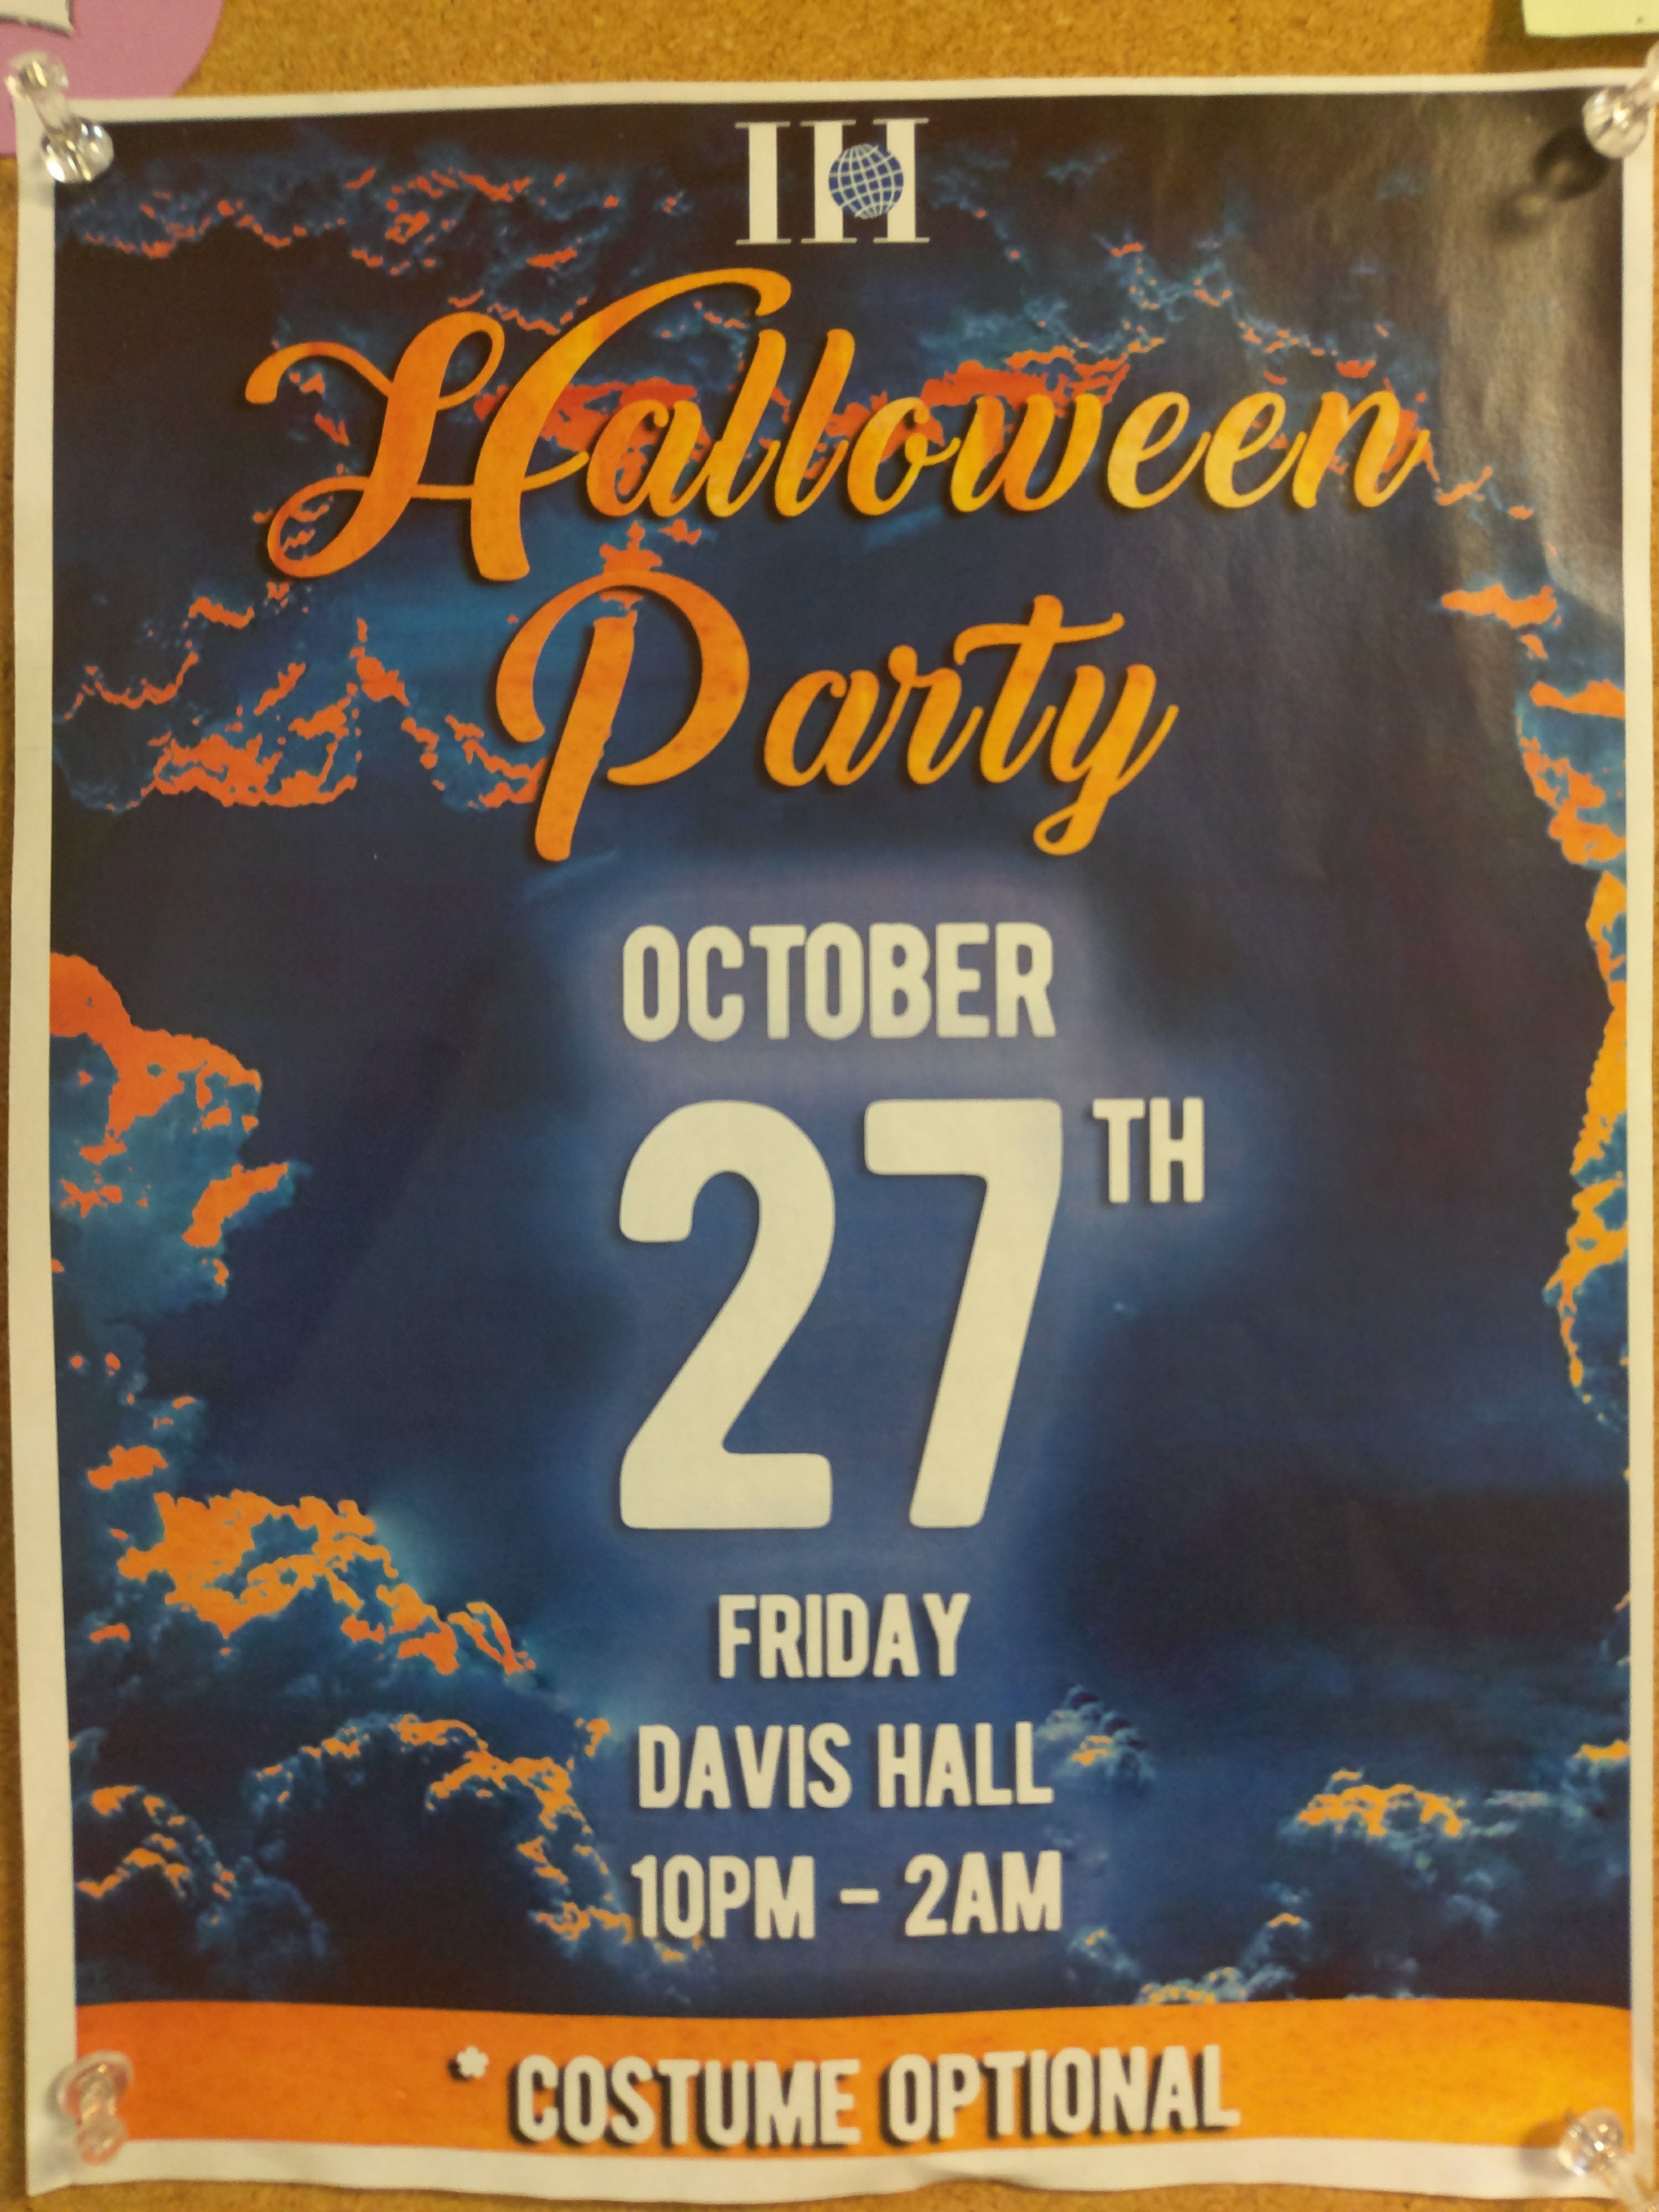 IH
Halloween
Party
OCTOBER
27TH
FRIDAY
DAVIS HALL
10PM - 2AM
* COSTUME OPTIONAL